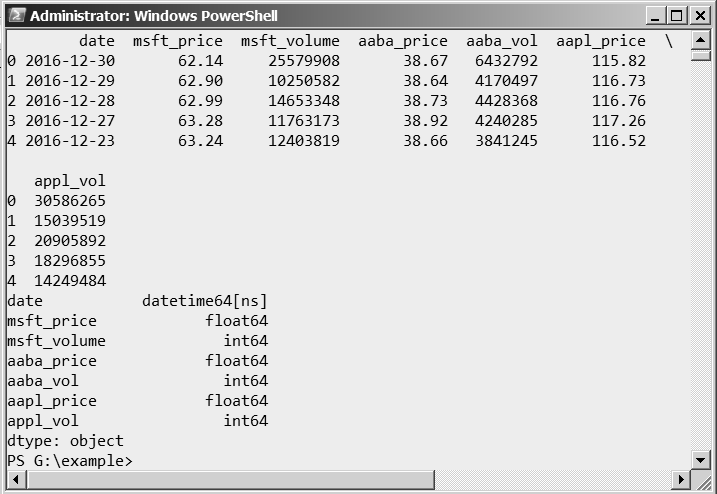 Administrator: Windows PowerShell
date msft_price msft_volume aaba_price aaba_vol aapl_price \
0 2016-12-30 62.14 25579908 38.67 6432792 115.82
1 2016-12-29 62.90 10250582 38.64 4170497 116.73
2 2016-12-28 62.99 14653348 38.73 4428368 116.76
3 2016-12-27 63.28 11763173 38.92 4240285 117.26
4 2016-12-23 63.24 12403819 38.66 3841245 116.52
appl_vol
0 30586265
1 15039519
2 20905892
3 18296855
4 14249484
date datetime64[ns]
msft_price float64
msft_volume int64
aaba_price float64
aaba_vol int64
aapl_price float64
appl_vol int64
dtype: object
PS G:\example>